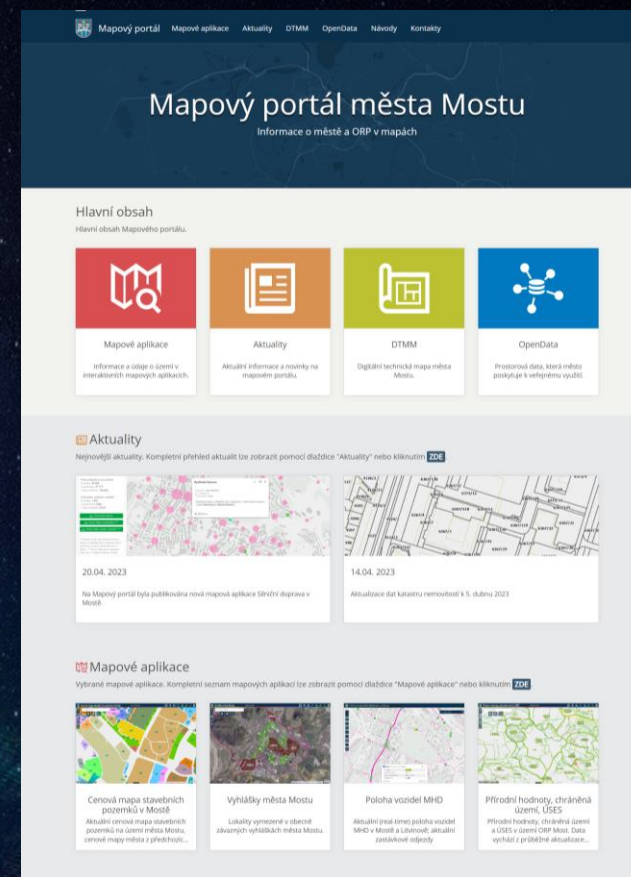 Mapový portál Mapové aplikace Aktuality DTMM OpenData Návody Kontakty
Mapový portál města Mostu
Informace o městě a ORP v mapách
Hlavní obsah
Hlavní obsah Mapového portálu.
Mapové aplikace
Informace a údaje o území v
interaktivních mapových aplikacích.
Aktuality
Aktuální informace a novinky na
mapovém portálu.
DTMM
Digitální technická mapa města
Mostu.
OpenData
Prostorová data, která město
poskytuje k veřejnému využití.
Aktuality
Nejnovější aktuality. Kompletní přehled aktualit lze zobrazit pomocí dlaždice "Aktuality" nebo kliknutím ZDE
20.04. 2023
Na Mapový portál byla publikována nová mapová aplikace Silniční doprava v
Mostě.
14.04. 2023
Aktualizace dat katastru nemovitostí k 5. dubnu 2023
Mapové aplikace
Vybrané mapové aplikace. Kompletní seznam mapových aplikací lze zobrazit pomocí dlaždice "Mapové aplikace" nebo kliknutím ZDE
Cenová mapa stavebních
pozemků v Mostě
Aktuální cenová mapa stavebních
pozemků na území města Mostu,
cenové mapy města z předchozíc...
Vyhlášky města Mostu
Lokality vymezené v obecně
závazných vyhláškách města Mostu.
Poloha vozidel MHD
Aktuální (real-time) poloha vozidel
MHD v Mostě a Litvínově; aktuální
zastávkové odjezdy
Přírodní hodnoty, chráněná
území, ÚSES
Přírodní hodnoty, chráněná území
a ÚSES v území ORP Most. Data
vychází z průběžné aktualizace...